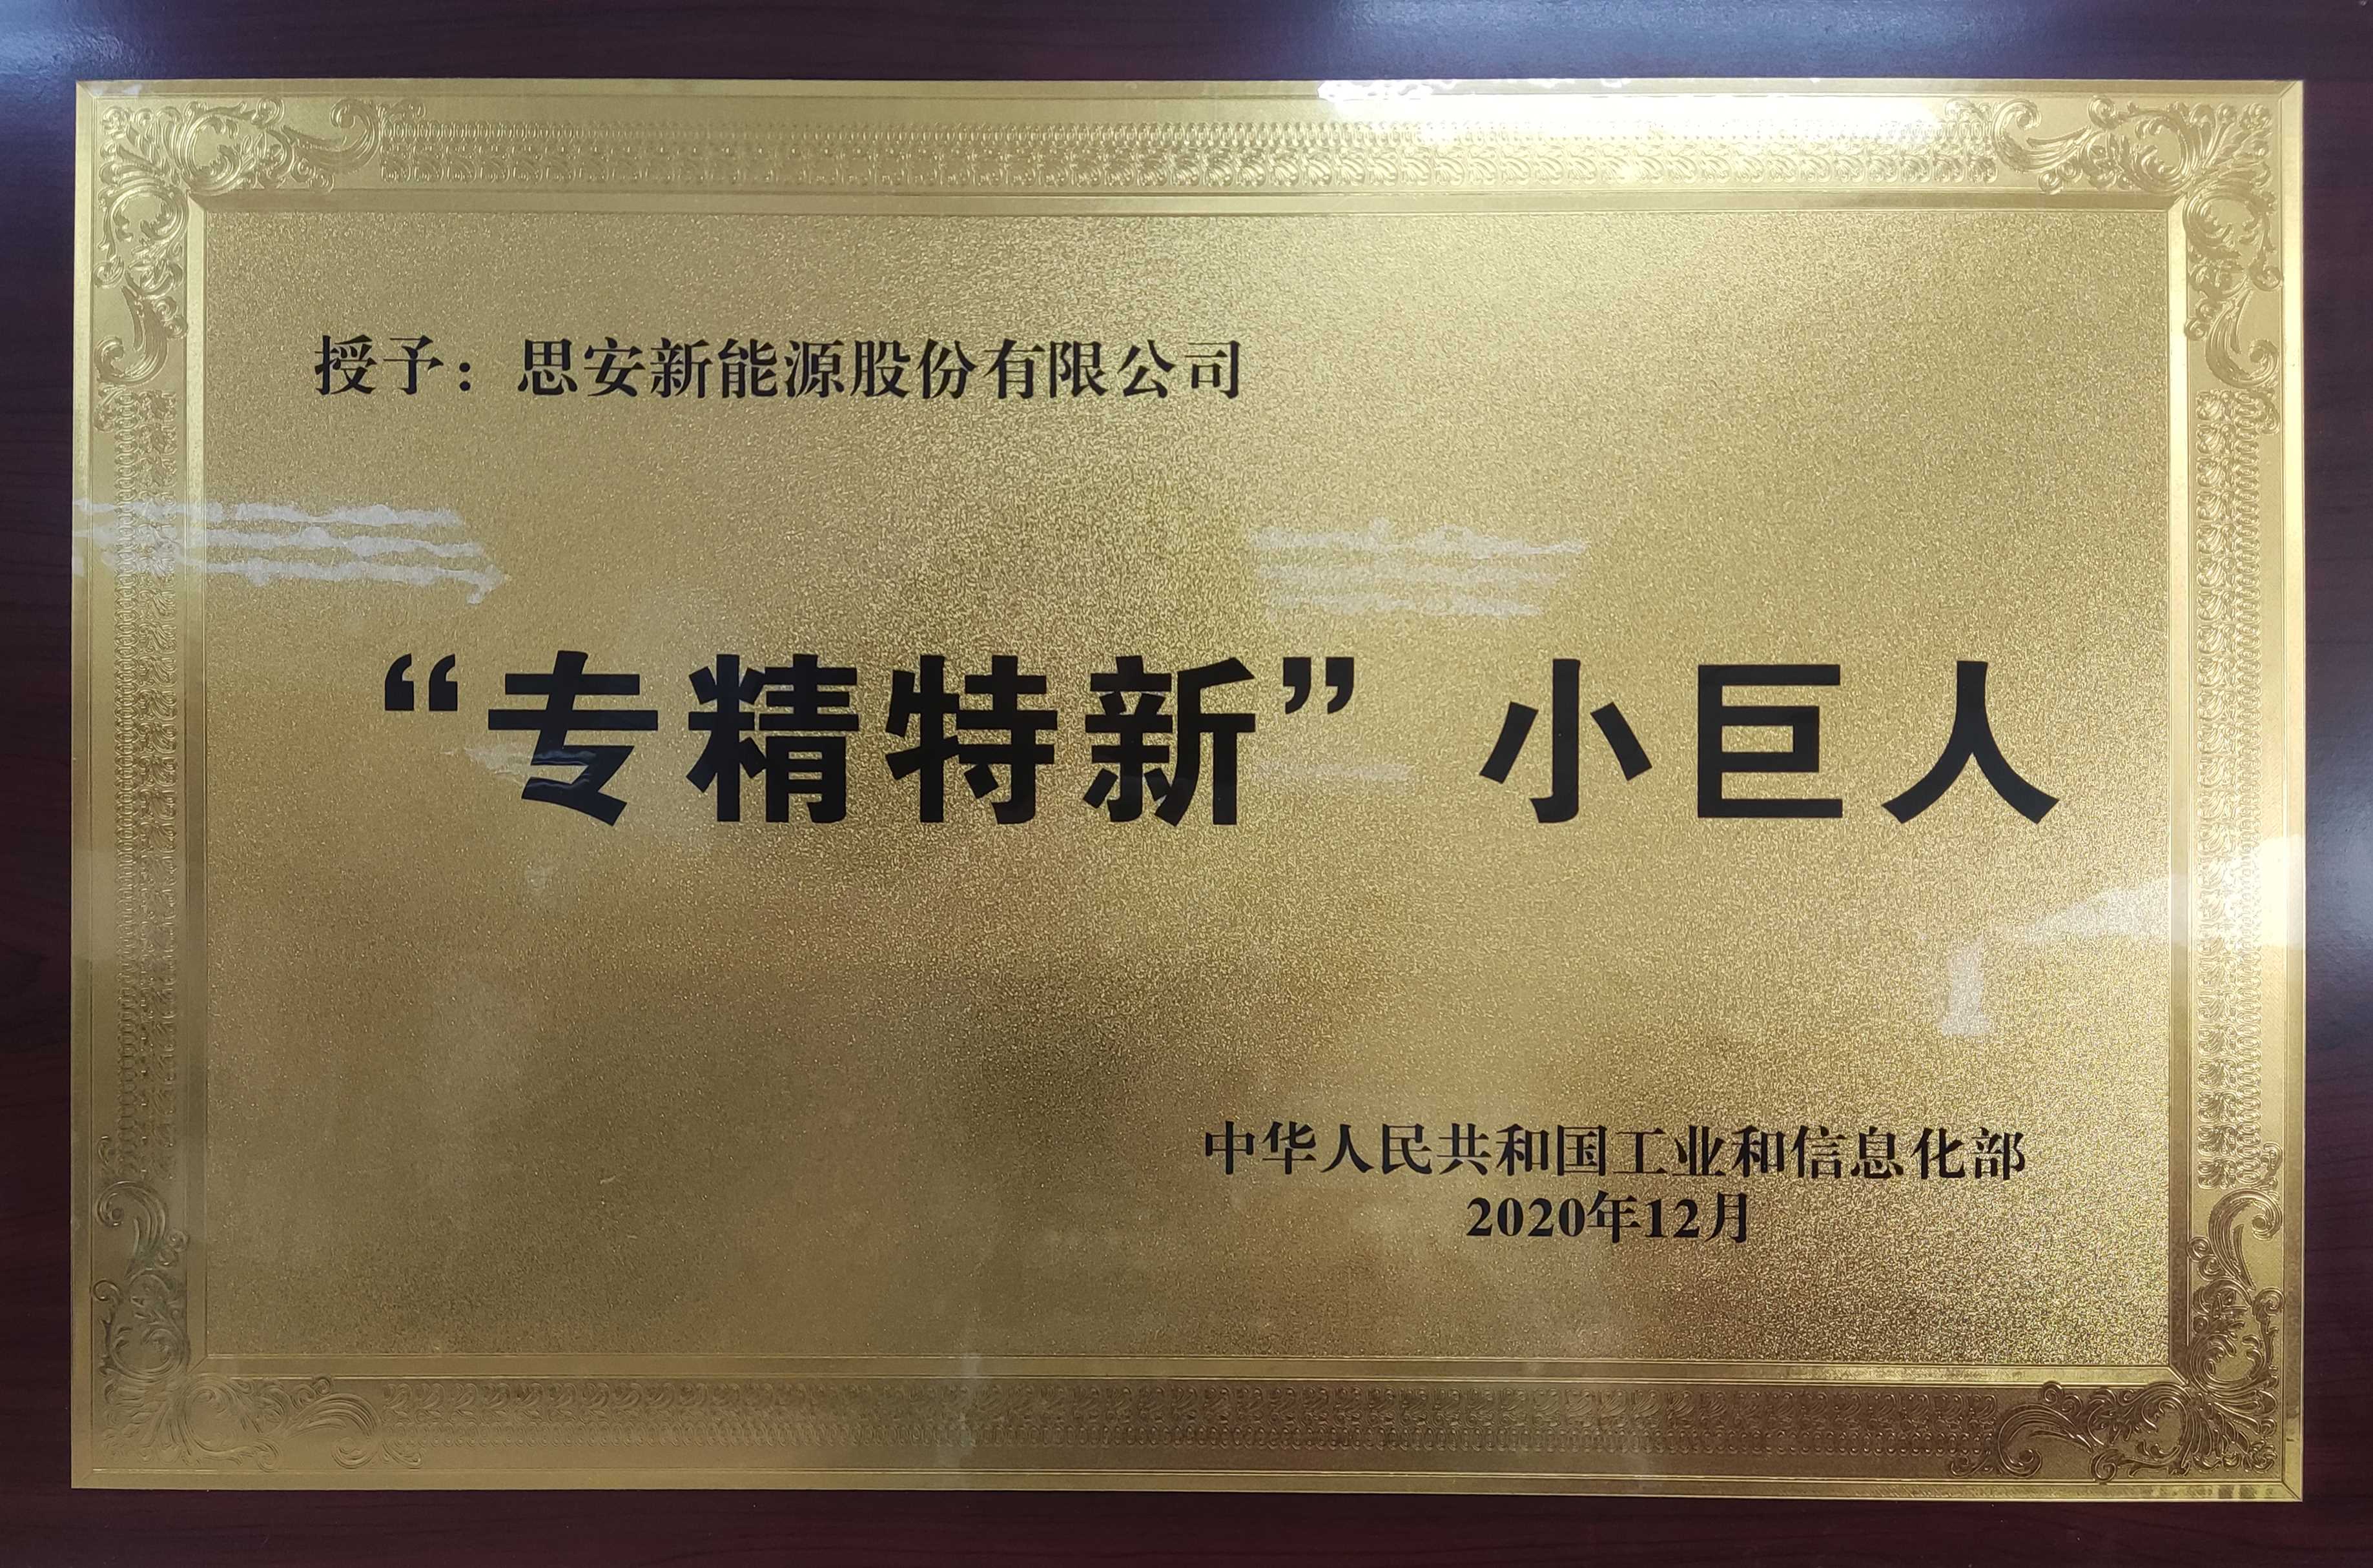 授予：思安新能源股份有限公司
“专精特新”小巨人
中华人民共和国工业和信息化部
2020年12月